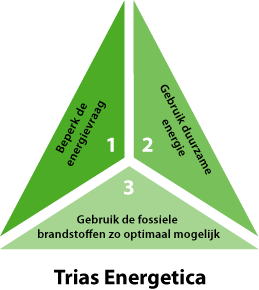 Beperk de
energievraag
1
Gebruik duurzame
energie
2
3
Gebruik de fossiele
brandstoffen zo optimaal mogelijk
Trias Energetica